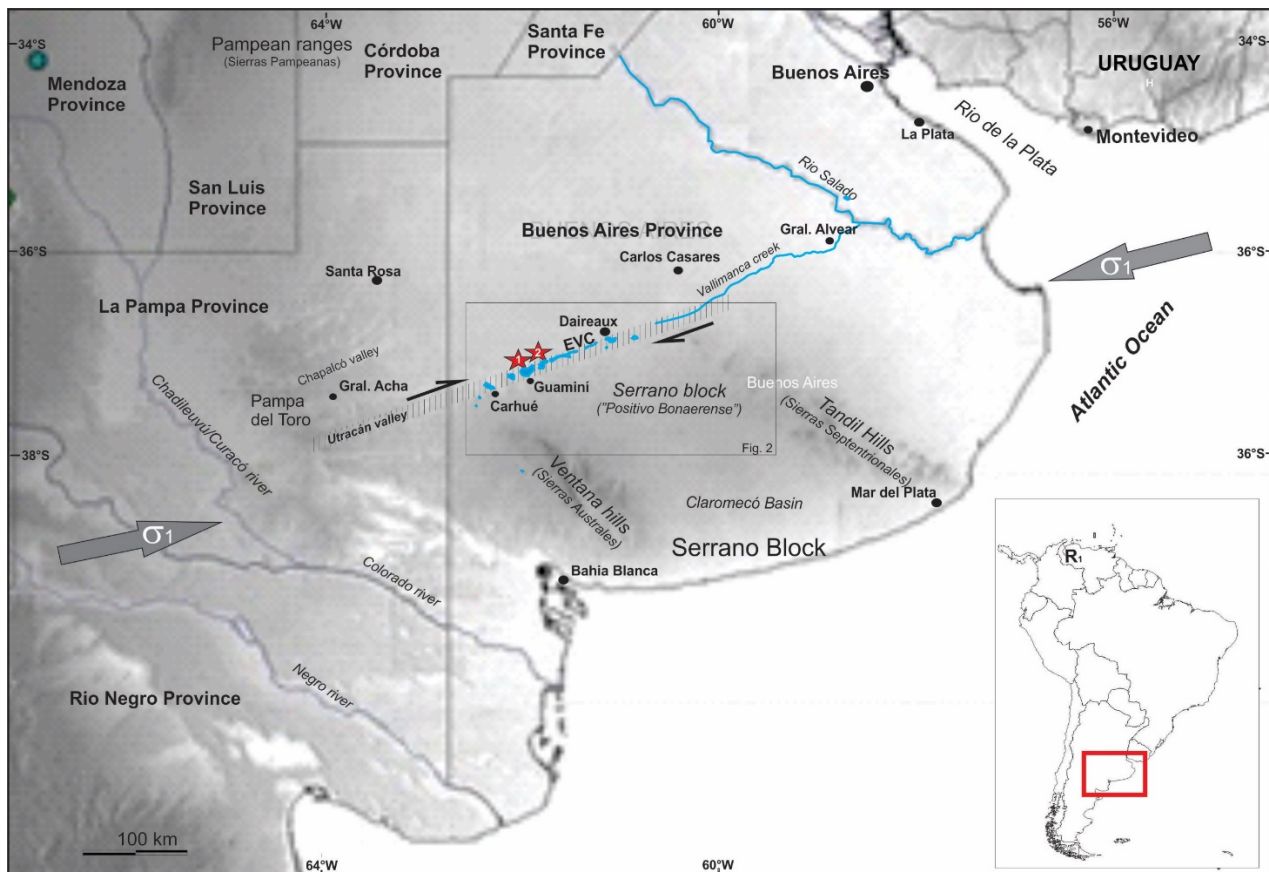 64°W
60°W
56°W
34°S
34°S
Pampean ranges
(Sierras Pampeanas)
Córdoba
Province
Santa Fe
Province
Mendoza
Province
Buenos Aires
URUGUAY
H
La Plata
Rio de la Plata
Montevideo
San Luis
Province
Rio Salado
BUENOS AIRES
Buenos Aires Province
Gral. Alvear
36°S
36°S
Carlos Casares
Vallimanca creek
σ1
Santa Rosa
La Pampa Province
Daireaux
EVC
1
2
Atlantic Ocean
Chapalcó valley
Gral. Acha
Pampa
del Toro
Guaminí
Carhué
Utracán valley
Serrano block
("Positivo Bonaerense")
Buenos Aires
Tandil Hills
(Sierras Septentrionales)
Fig. 2
Chadileuvú/Curacó river
38°S
36°S
Ventana hills
(Sierras Australes)
Mar del Plata
Claromecó Basin
σ1
Serrano Block
Bahia Blanca
Colorado river
R1
Negro river
Rio Negro Province
100 km
64°W
60°W